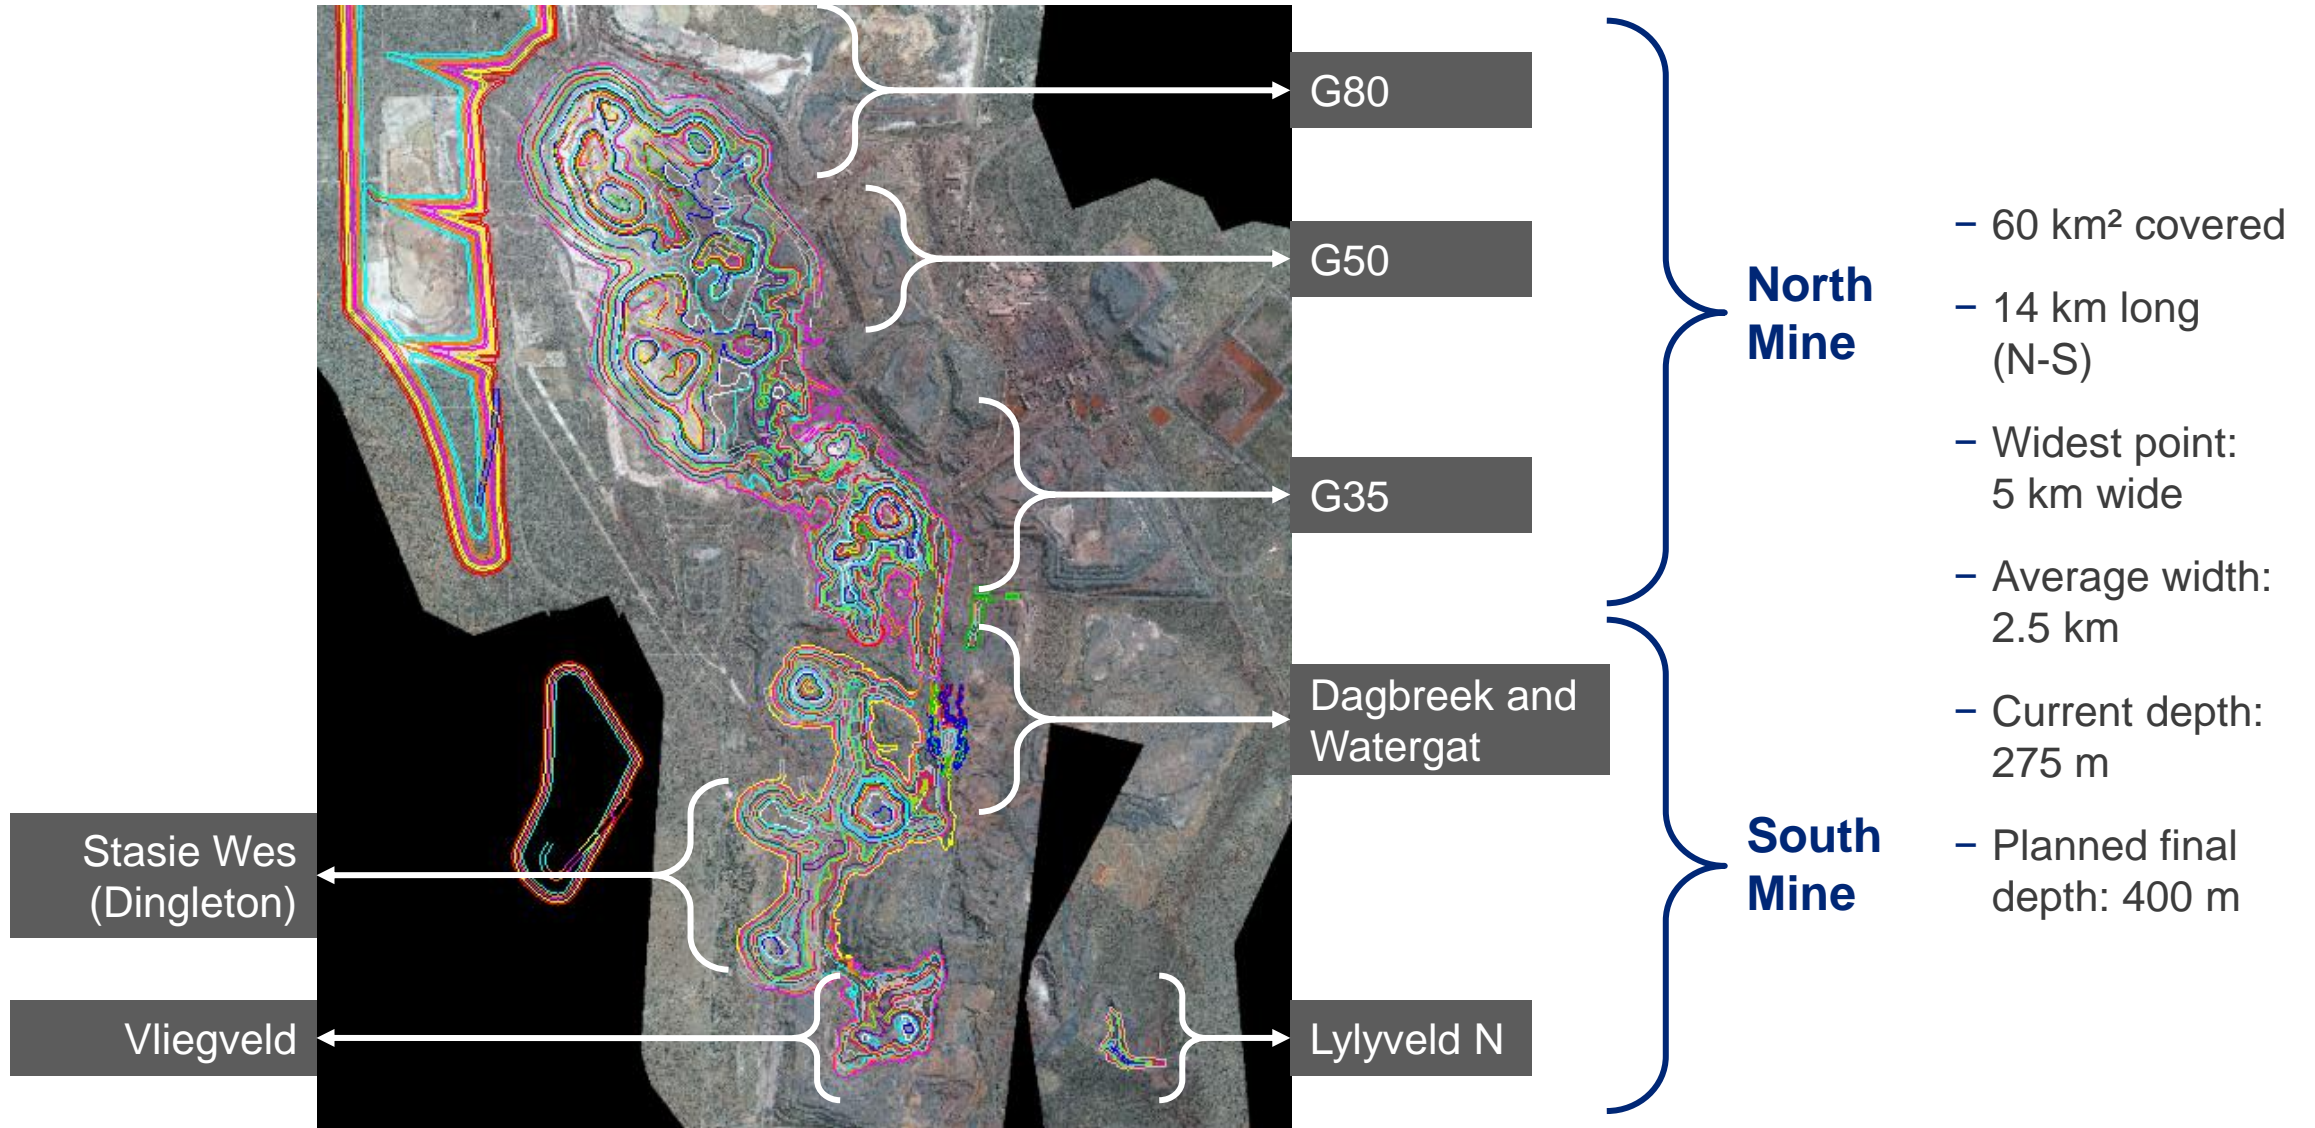 G80
G50
G35
Dagbreek and
Watergat
Stasie Wes
(Dingleton)
Vliegveld
Lylyveld N
North
Mine
South
Mine
– 60 km² covered
– 14 km long
(N-S)
– Widest point:
5 km wide
– Average width:
2.5 km
– Current depth:
275 m
– Planned final
depth: 400 m